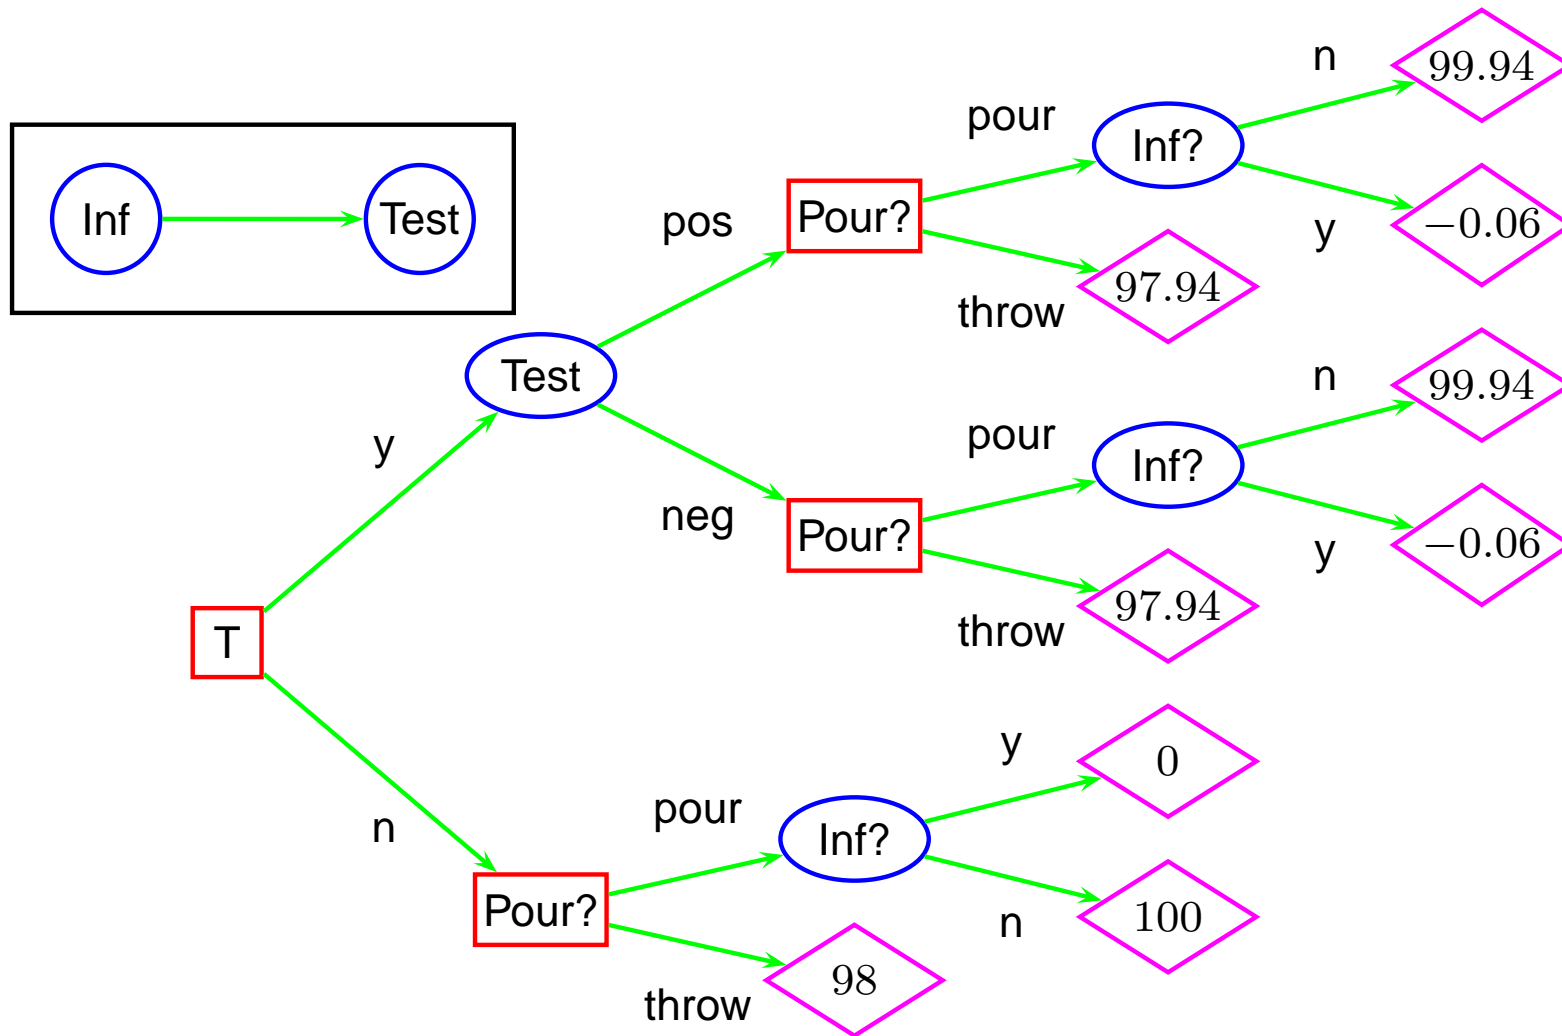 n
99.94
pour
Inf?
y
−0.06
pos
Pour?
throw
97.94
Inf
Test
Test
n
99.94
pour
Inf?
y
−0.06
y
neg
Pour?
throw
97.94
T
n
y
0
pour
Inf?
n
100
Pour?
throw
98